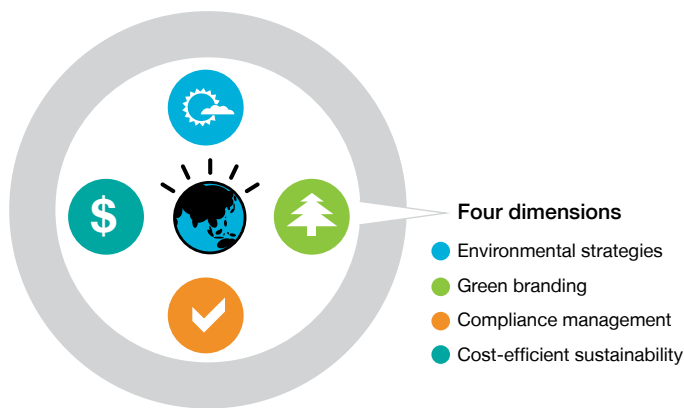 $
Four dimensions
Environmental strategies
Green branding
Compliance management
Cost-efficient sustainability